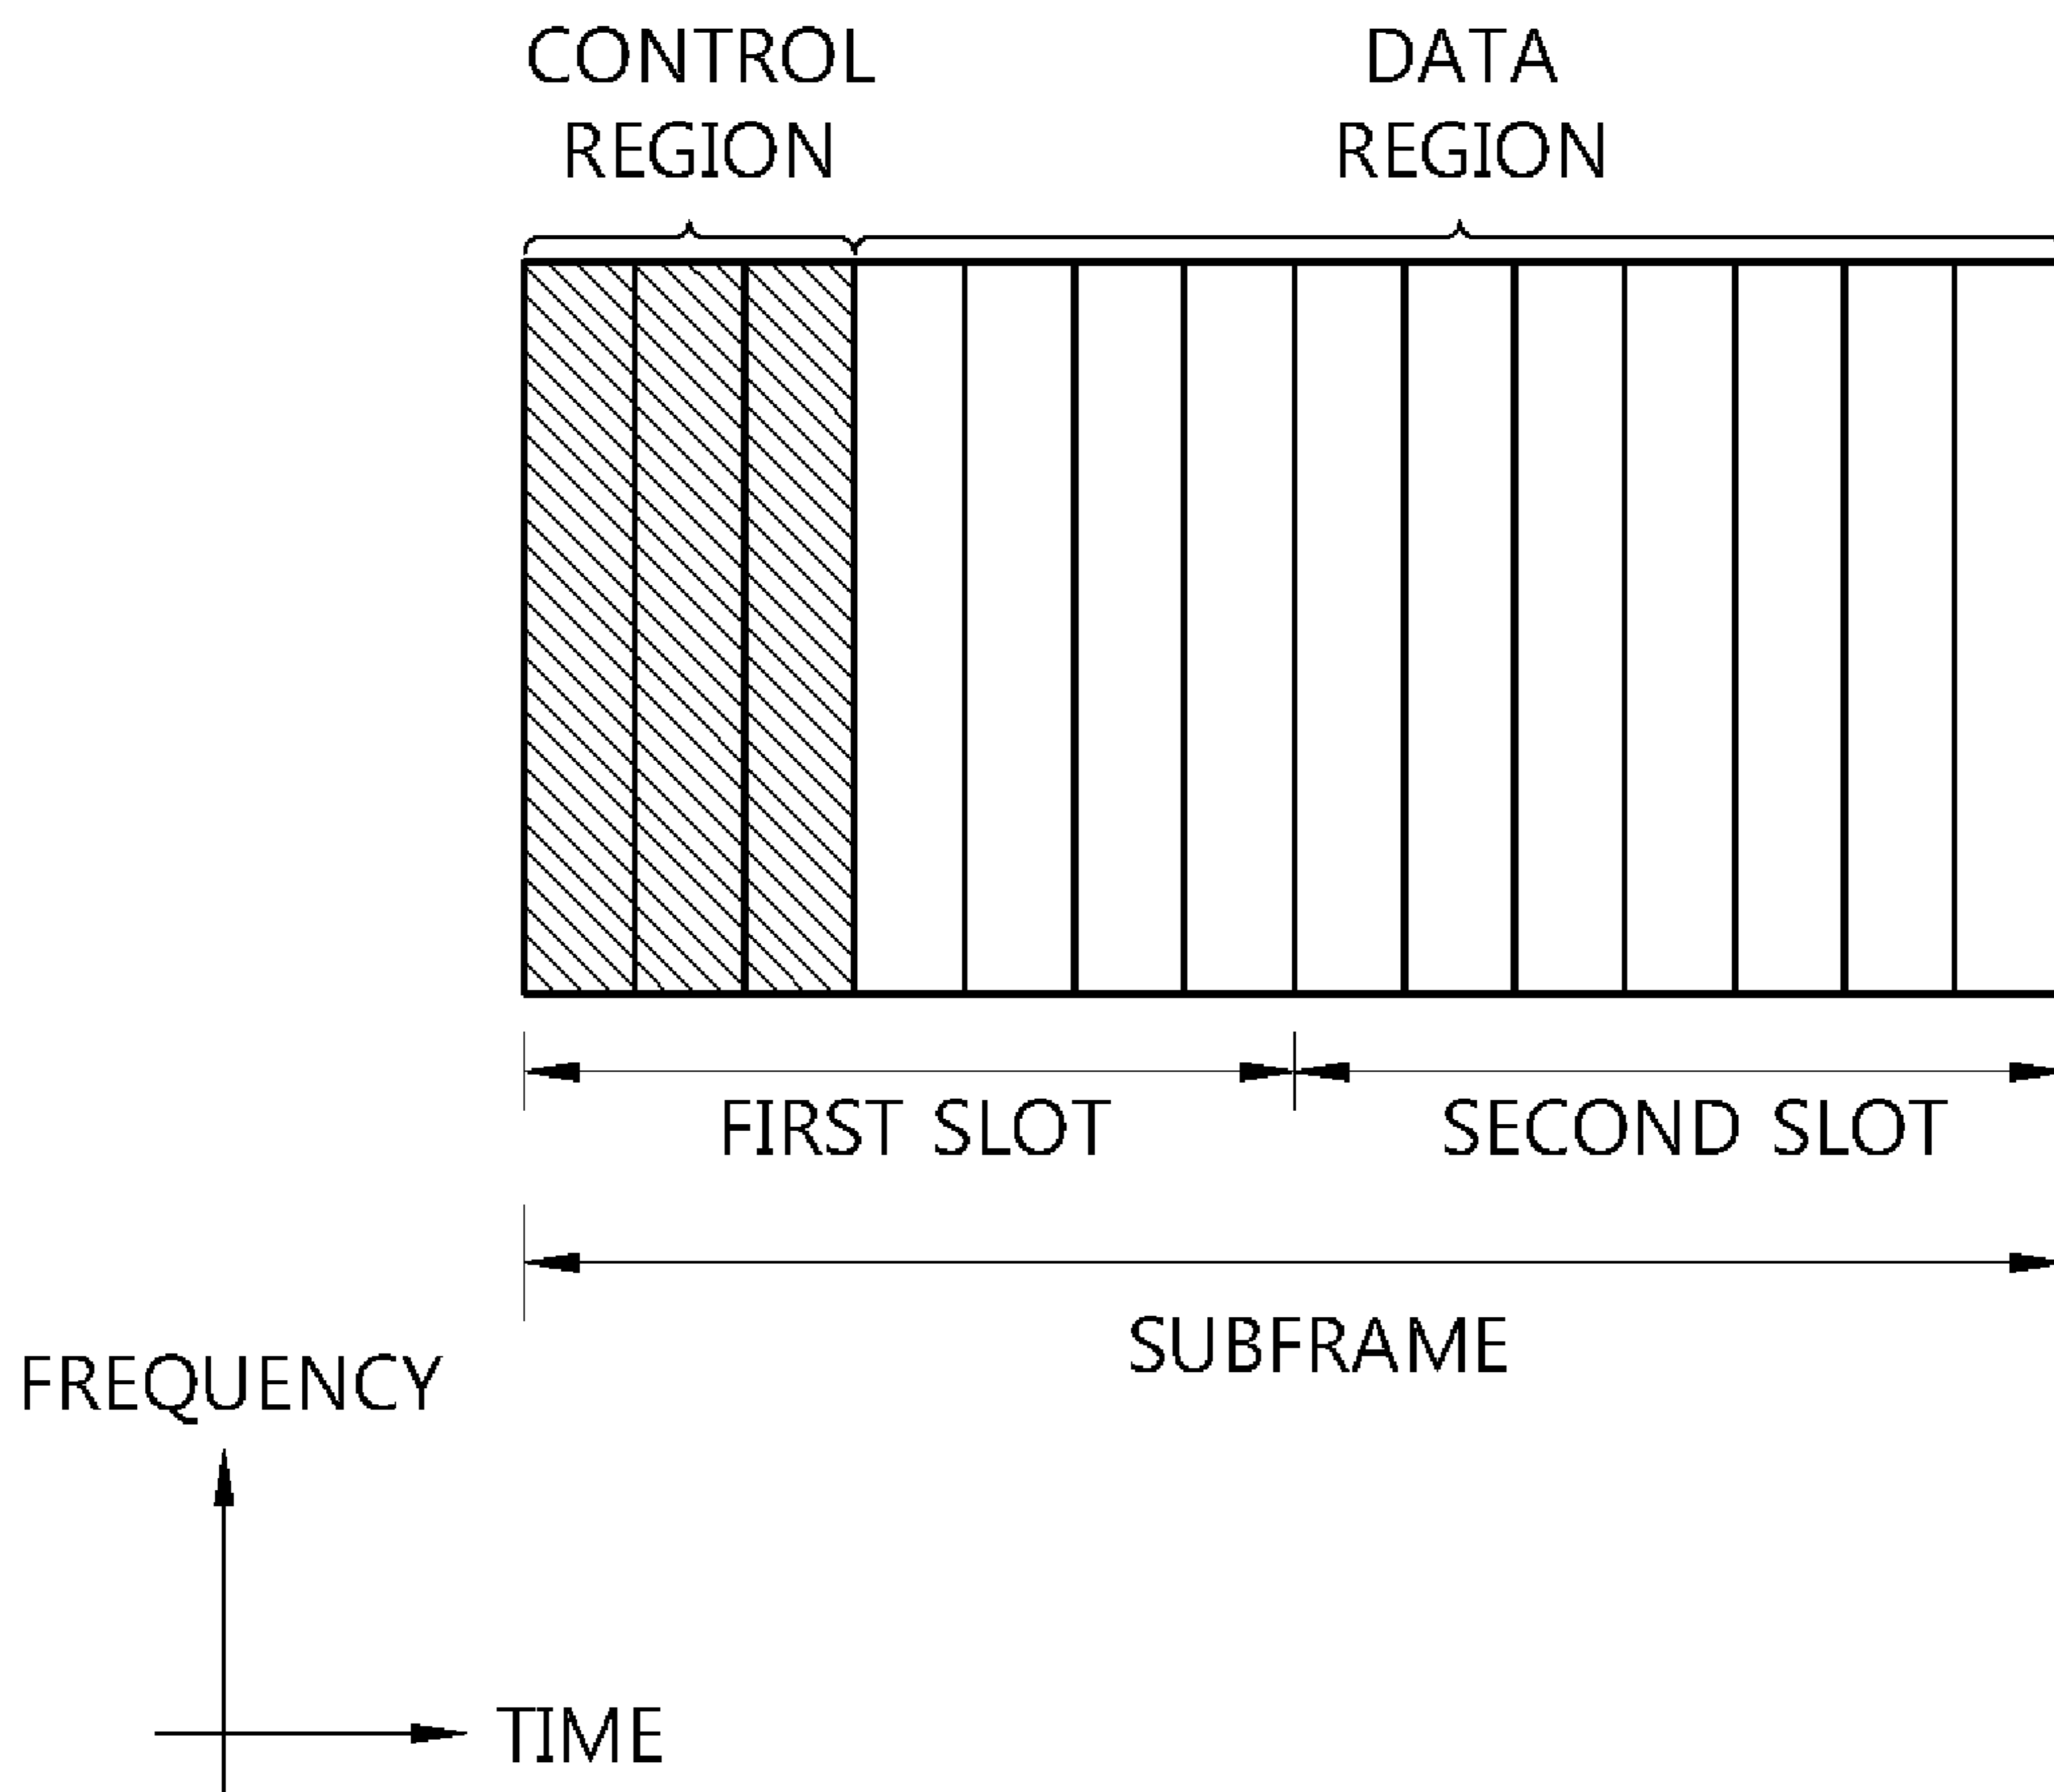 CONTROL
REGION
DATA
REGION
FIRST SLOT
SECOND SLOT
SUBFRAME
FREQUENCY
TIME